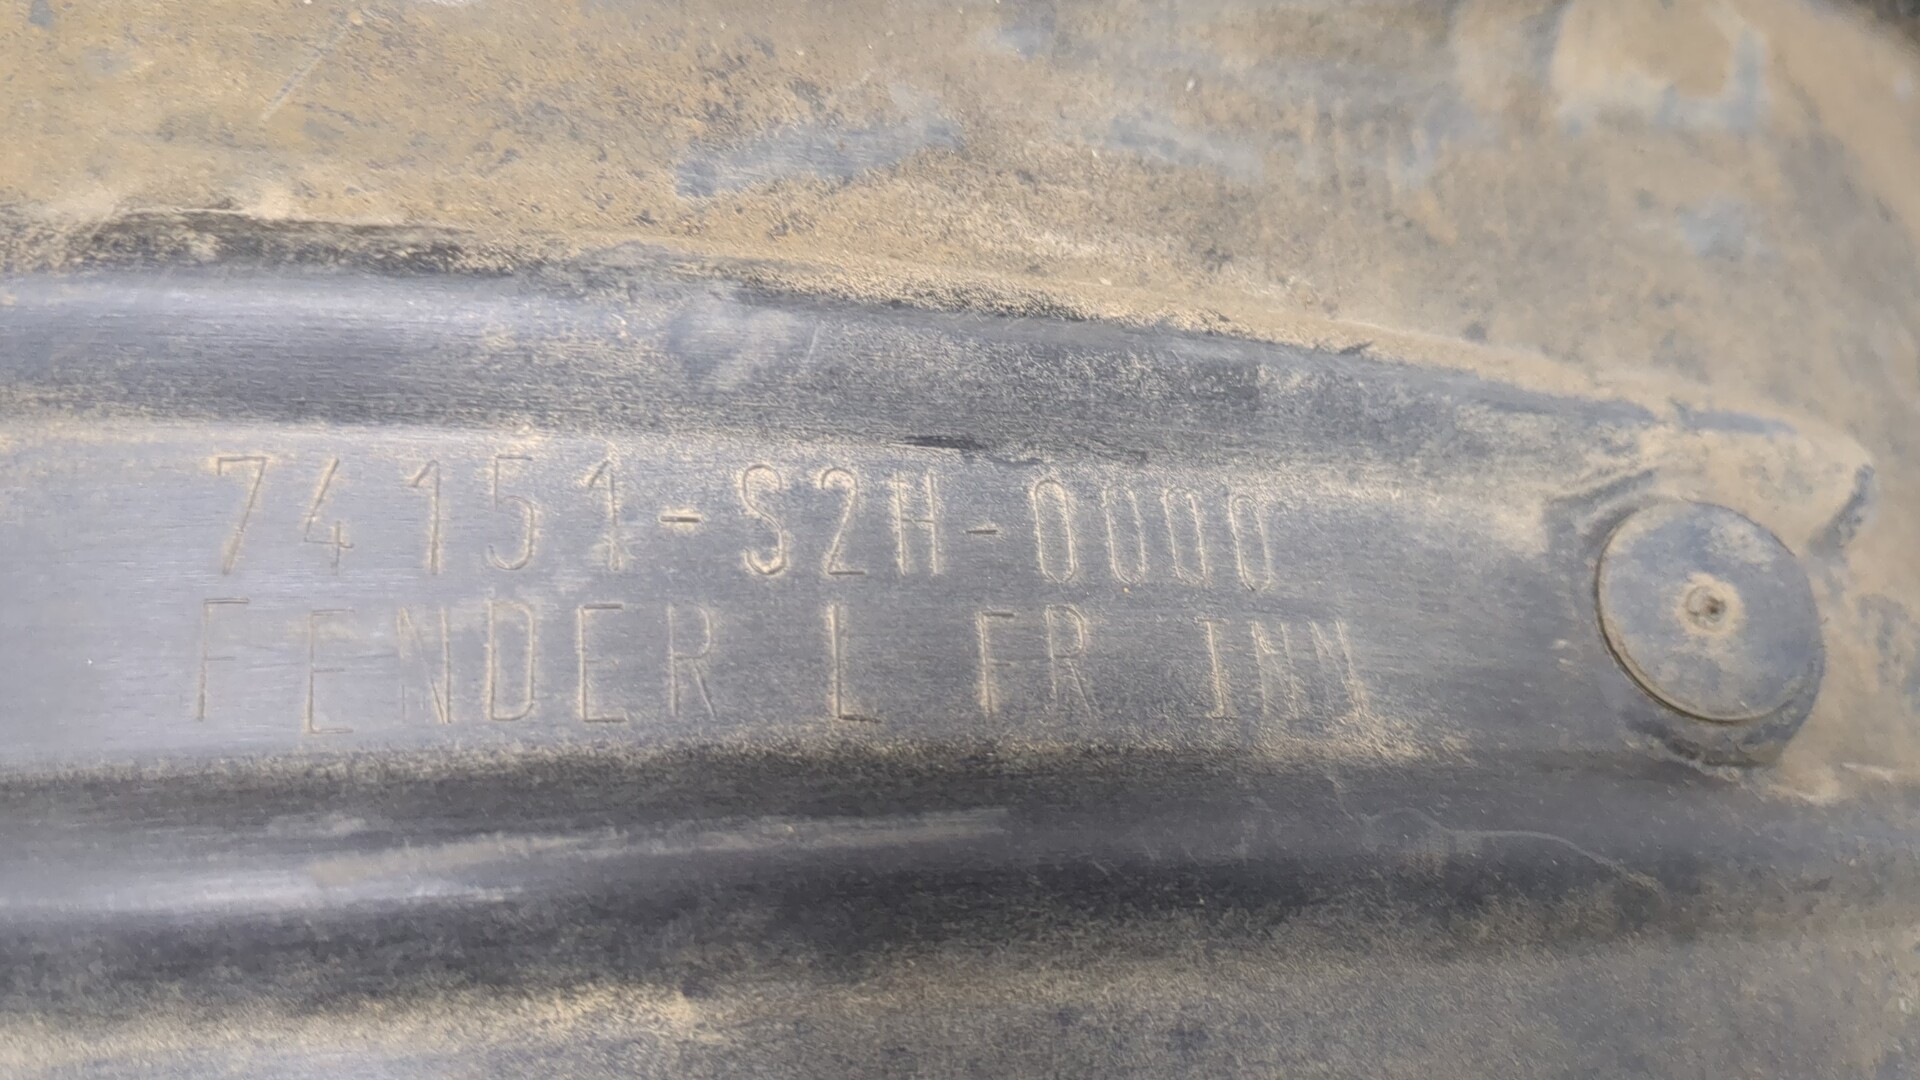 74151-S2H-0000
FENDER L FR INN